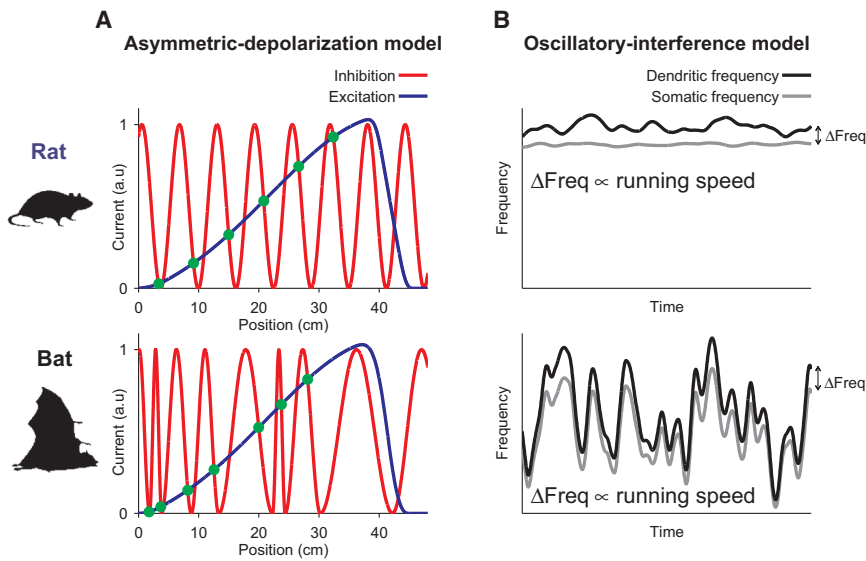 A
Asymmetric-depolarization model
Inhibition
Excitation
Rat
Current (a.u)
1
0
0 10 20 30 40
Position (cm)
Bat
Current (a.u)
1
0
0 10 20 30 40
Position (cm)
B
Oscillatory-interference model
Dendritic frequency
Somatic frequency
Frequency
ΔFreq
ΔFreq ∝ running speed
Time
Frequency
ΔFreq
ΔFreq ∝ running speed
Time